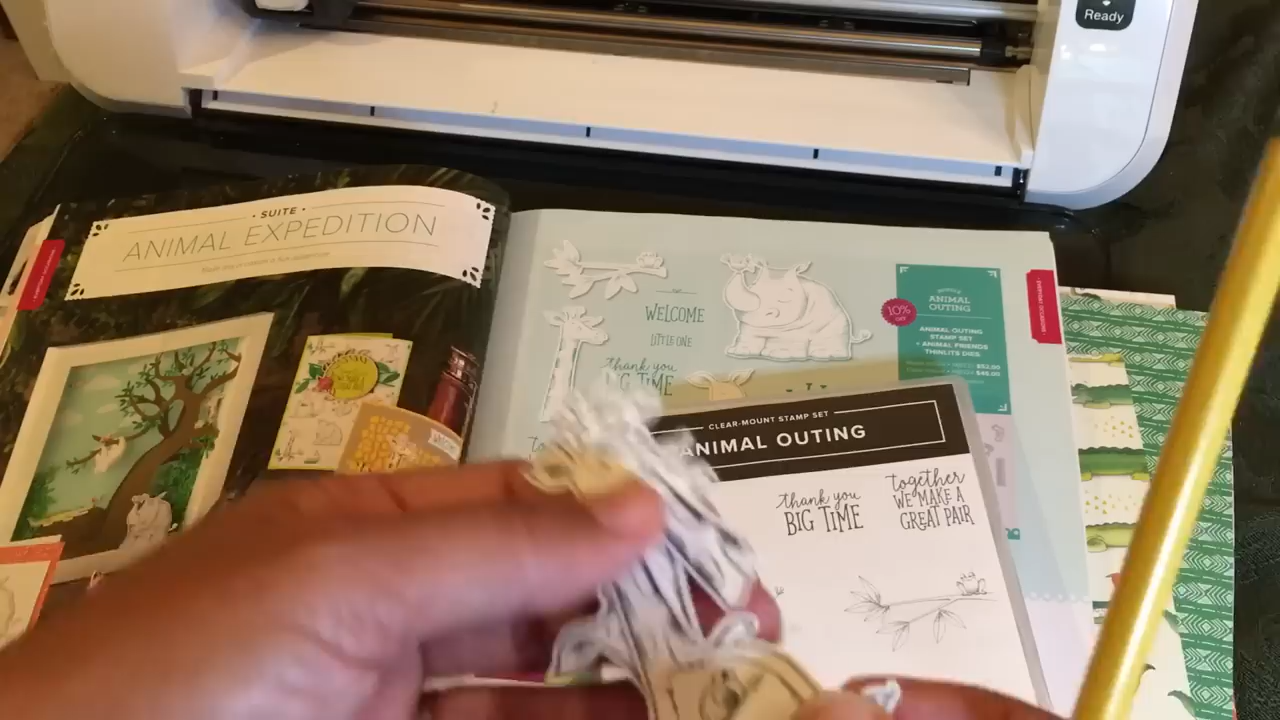 Ready
• SUITE •
ANIMAL EXPEDITION
WELCOME
LITTLE ONE
thank you
BIG TIME
10%
OFF
ANIMAL
OUTING
ANIMAL OUTING
STAMP SET
+ ANIMAL FRIENDS
THINLITS DIES
CLEAR-MOUNT STAMP SET
ANIMAL OUTING
thank you
BIG TIME
together
WE MAKE A
GREAT PAIR